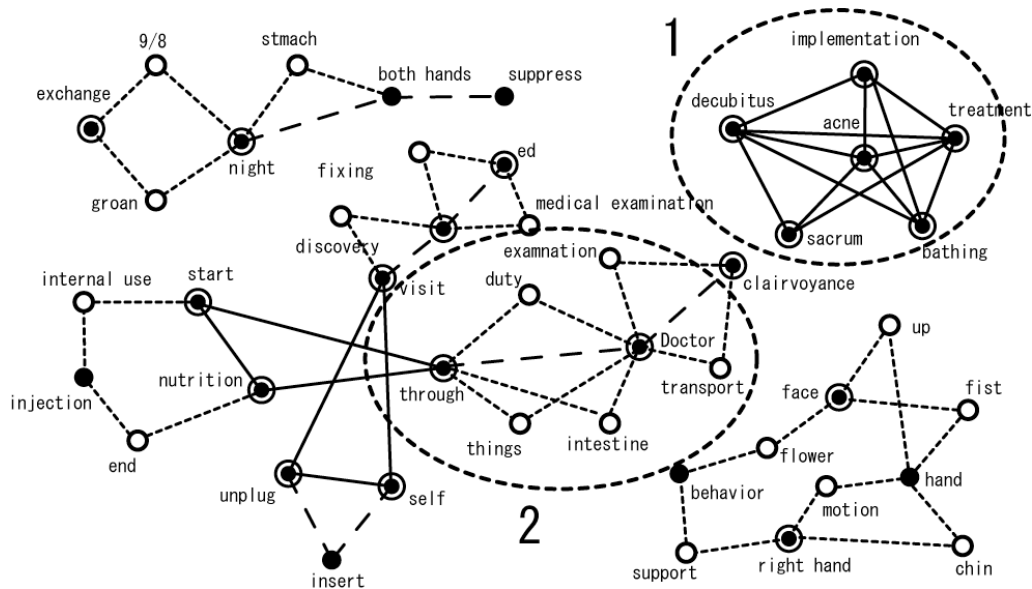 9/8
stmach
1
implementation
both hands
suppress
exchange
decubitus
treatment
acne
night
ed
fixing
groan
medical examination
sacrum
bathing
discovery
examnation
internal use
start
visit
duty
clairvoyance
Doctor
up
nutrition
through
transport
face
fist
injection
things
intestine
flower
end
unplug
self
behavior
hand
2
motion
insert
support
right hand
chin